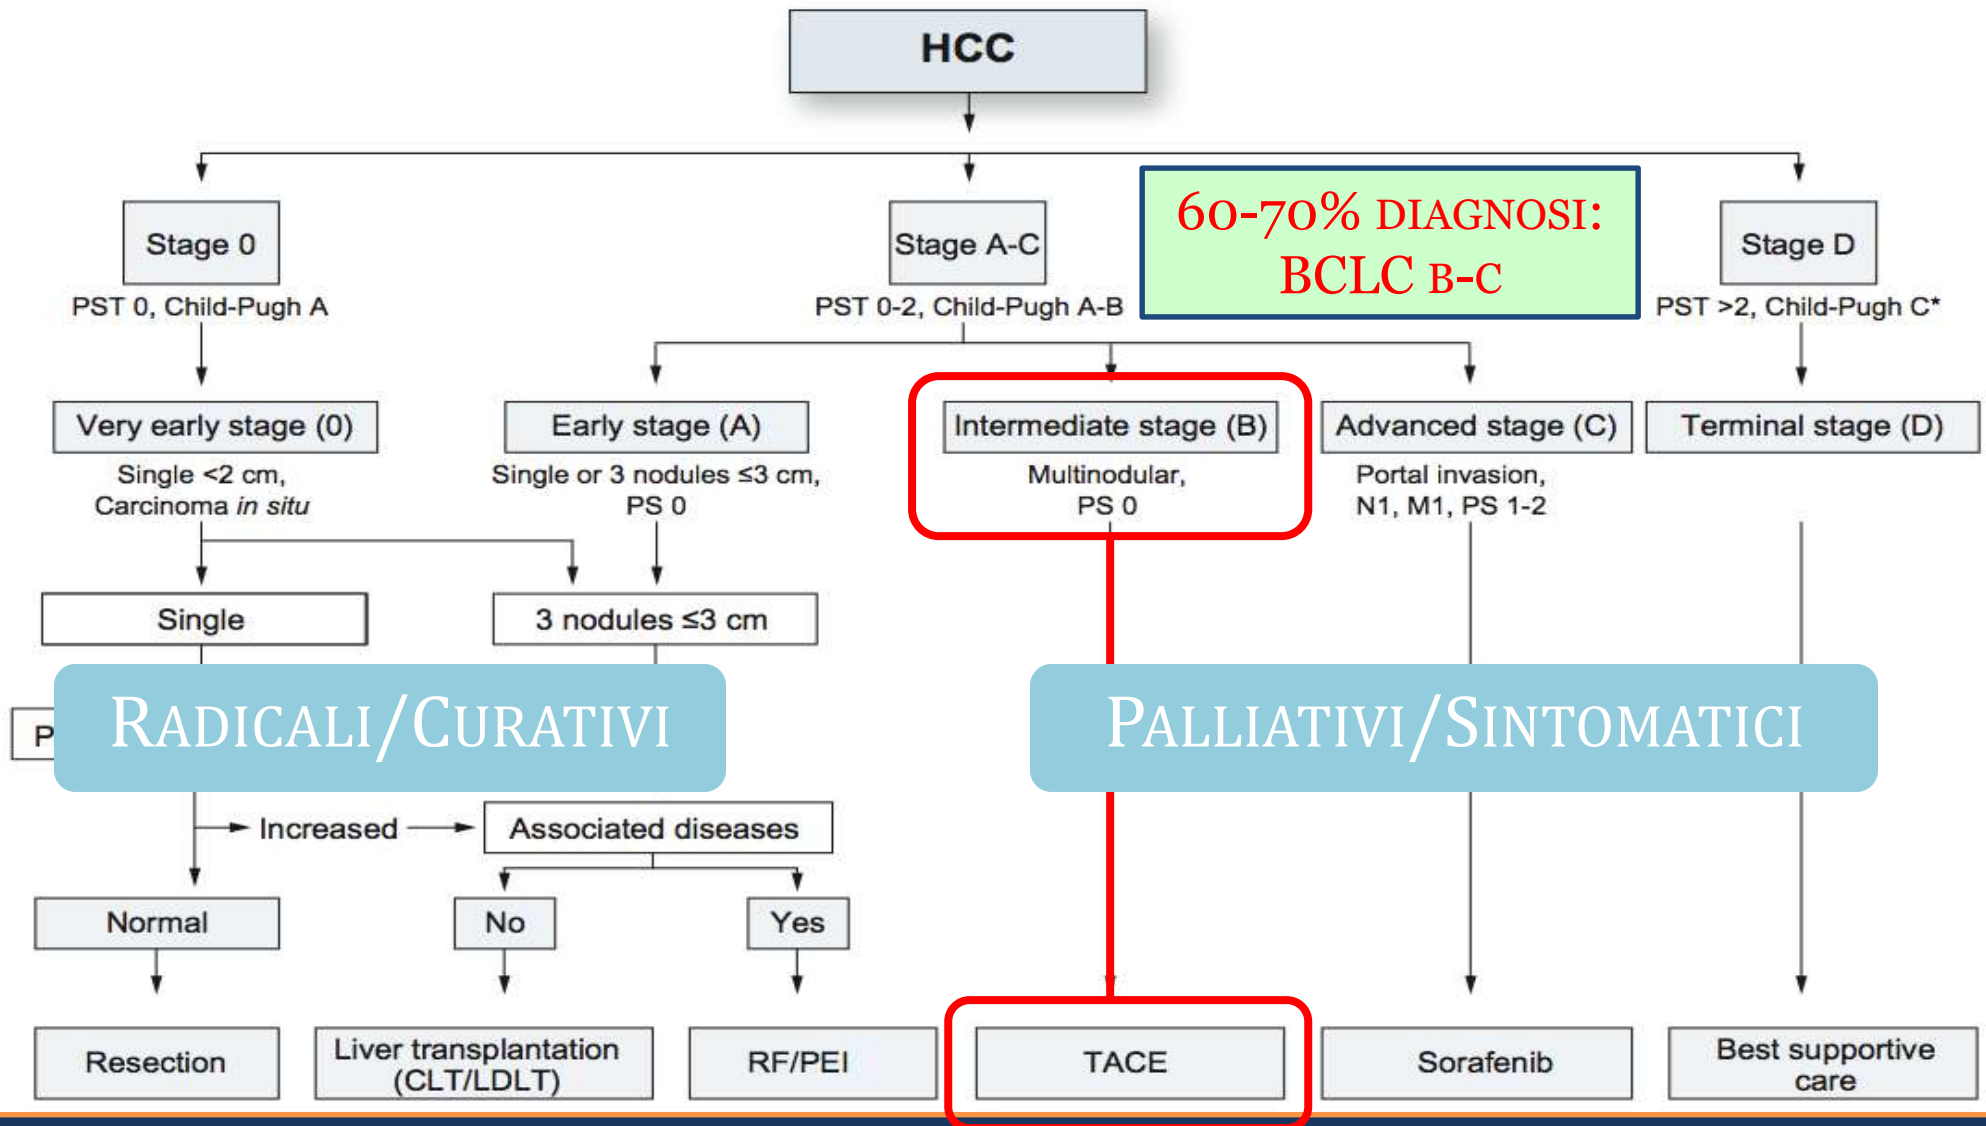 HCC
60-70% DIAGNOSI:
BCLC B-C
Stage 0
Stage A-C
Stage D
PST 0, Child-Pugh A
PST 0-2, Child-Pugh A-B
PST >2, Child-Pugh C*
Very early stage (0)
Early stage (A)
Intermediate stage (B)
Advanced stage (C)
Terminal stage (D)
Single <2 cm,
Carcinoma in situ
Single or 3 nodules ≤3 cm,
PS 0
Multinodular,
PS 0
Portal invasion,
N1, M1, PS 1-2
Single
3 nodules ≤3 cm
P
RADICALI/CURATIVI
PALLIATIVI/SINTOMATICI
Increased
Associated diseases
Normal
No
Yes
Resection
Liver transplantation
(CLT/LDLT)
RF/PEI
TACE
Sorafenib
Best supportive
care